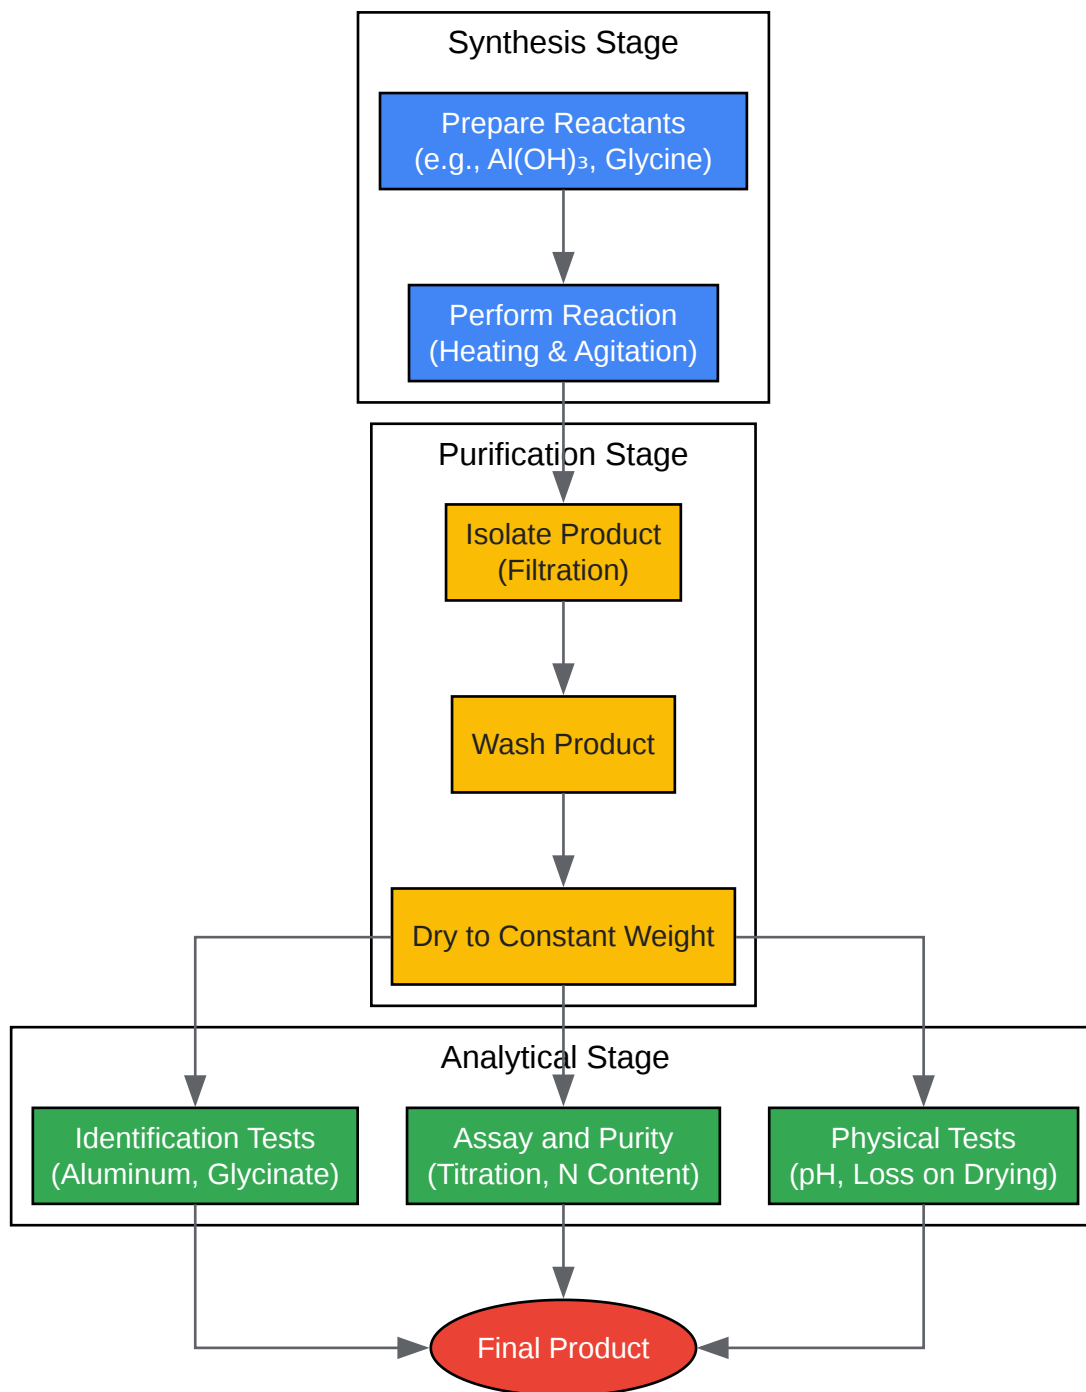 Synthesis Stage
Prepare Reactants
(e.g., Al(OH)₃, Glycine)
Perform Reaction
(Heating & Agitation)
Purification Stage
Isolate Product
(Filtration)
Wash Product
Dry to Constant Weight
Analytical Stage
Identification Tests
(Aluminum, Glycinate)
Assay and Purity
(Titration, N Content)
Physical Tests
(pH, Loss on Drying)
Final Product